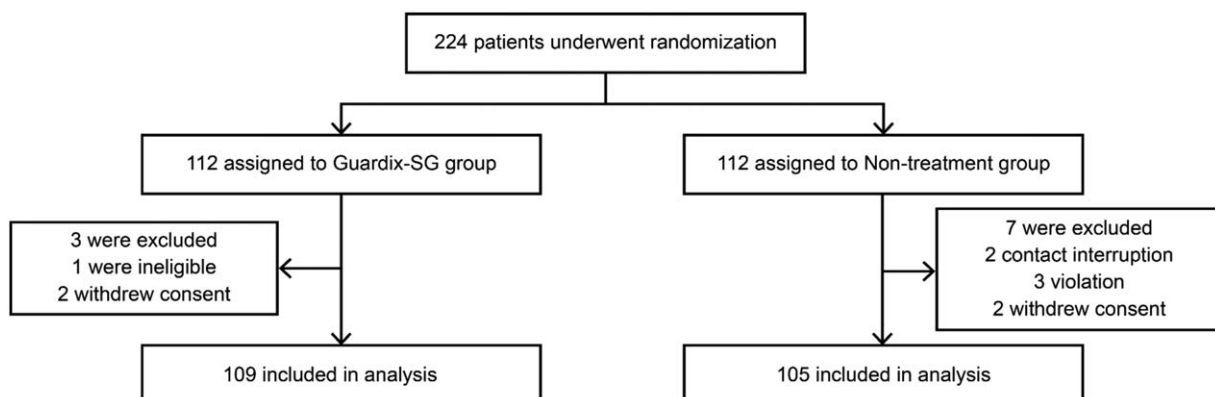 224 patients underwent randomization
112 assigned to Guardix-SG group
112 assigned to Non-treatment group
3 were excluded
1 were ineligible
2 withdrew consent
7 were excluded
2 contact interruption
3 violation
2 withdrew consent
109 included in analysis
105 included in analysis